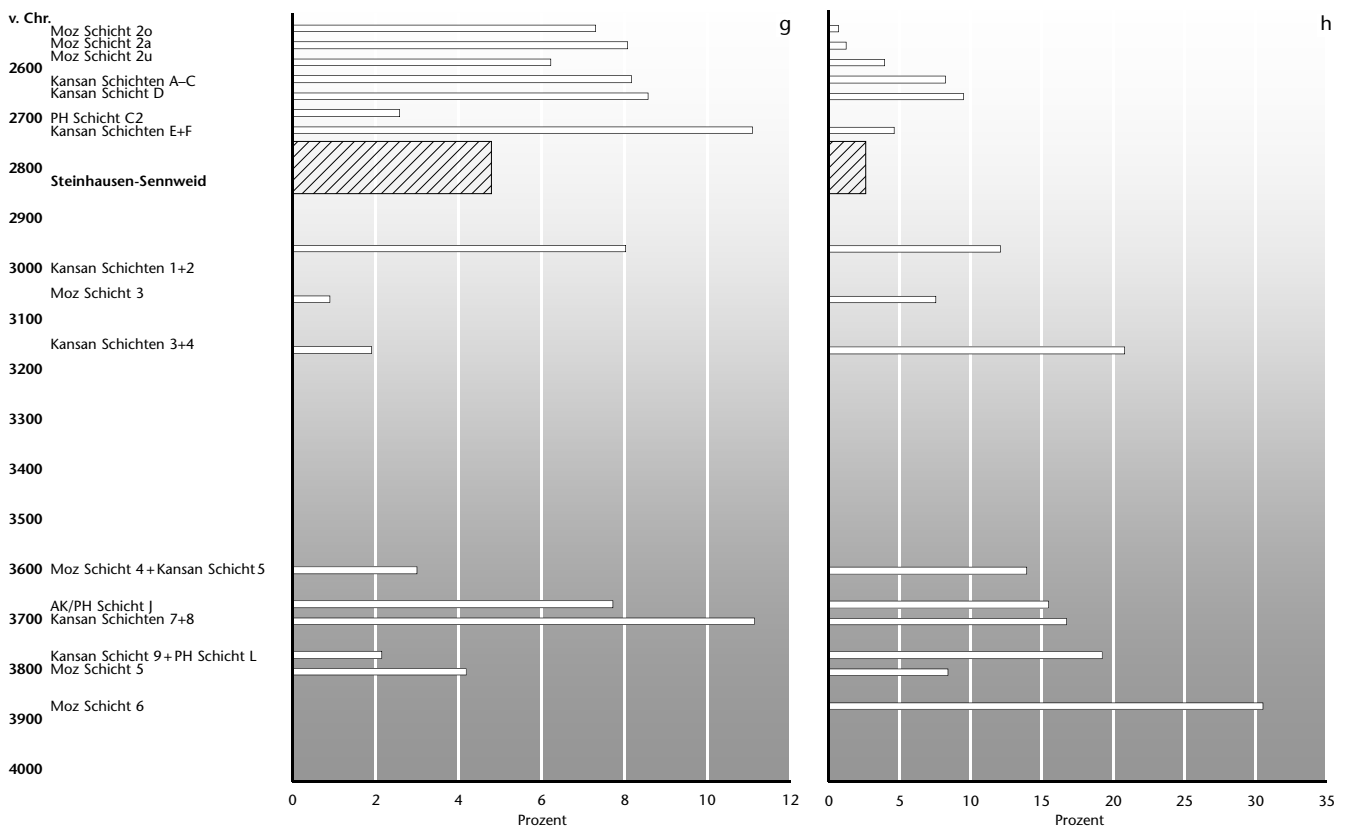 v. Chr.
Moz Schicht 2o
Moz Schicht 2a
Moz Schicht 2u
2600
Kansan Schichten A–C
Kansan Schicht D
2700 PH Schicht C2
Kansan Schichten E+F
2800
Steinhausen-Sennweid
2900
3000 Kansan Schichten 1+2
Moz Schicht 3
3100
Kansan Schichten 3+4
3200
3300
3400
3500
3600 Moz Schicht 4+Kansan Schicht 5
AK/PH Schicht J
3700 Kansan Schichten 7+8
Kansan Schicht 9+PH Schicht L
3800 Moz Schicht 5
Moz Schicht 6
3900
4000
g
0 2 4 6 8 10 12
Prozent
h
0 5 10 15 20 25 30 35
Prozent